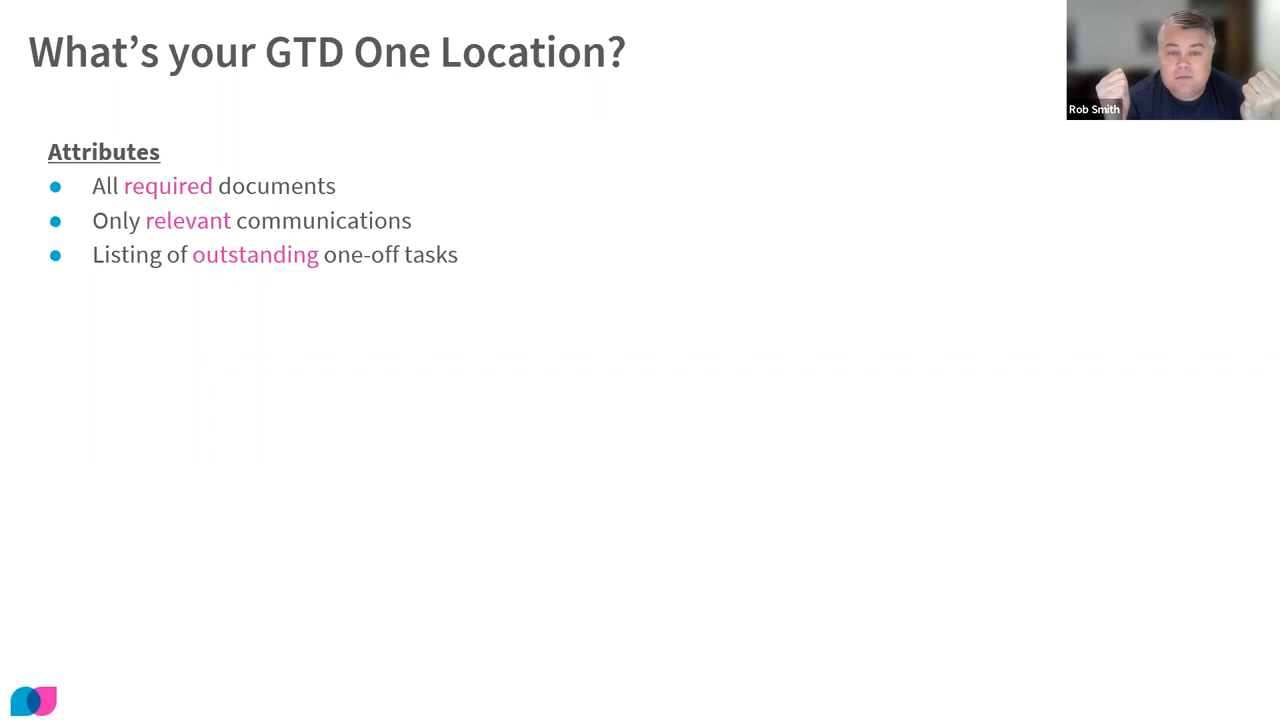 What’s your GTD One Location?
Rob Smith
Attributes
● All required documents
● Only relevant communications
● Listing of outstanding one-off tasks